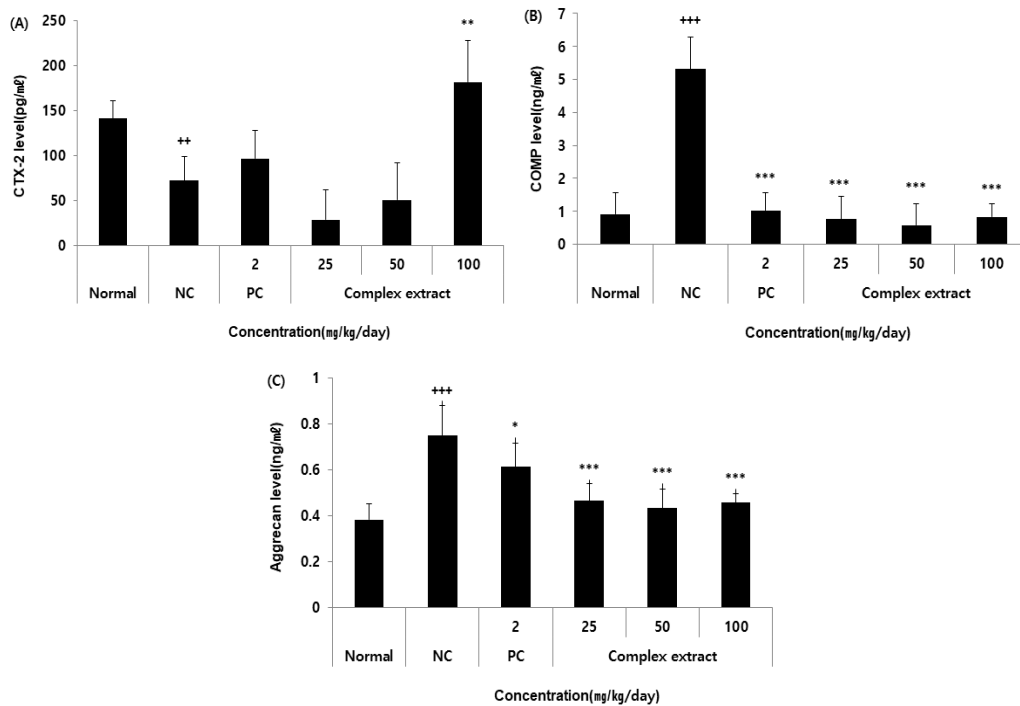 (A)
CTX-2 level(pg/㎖)
250
200
150
100
50
0
++
**
2 25 50 100
Normal NC PC Complex extract
Concentration(㎎/kg/day)
(B)
COMP level(ng/㎖)
8
7
6
5
4
3
2
1
0
+++
*** *** *** ***
2 25 50 100
Normal NC PC Complex extract
Concentration(㎎/kg/day)
(C)
Aggrecan level(ng/㎖)
1
0.8
0.6
0.4
0.2
0
+++
* *** *** ***
2 25 50 100
Normal NC PC Complex extract
Concentration(㎎/kg/day)